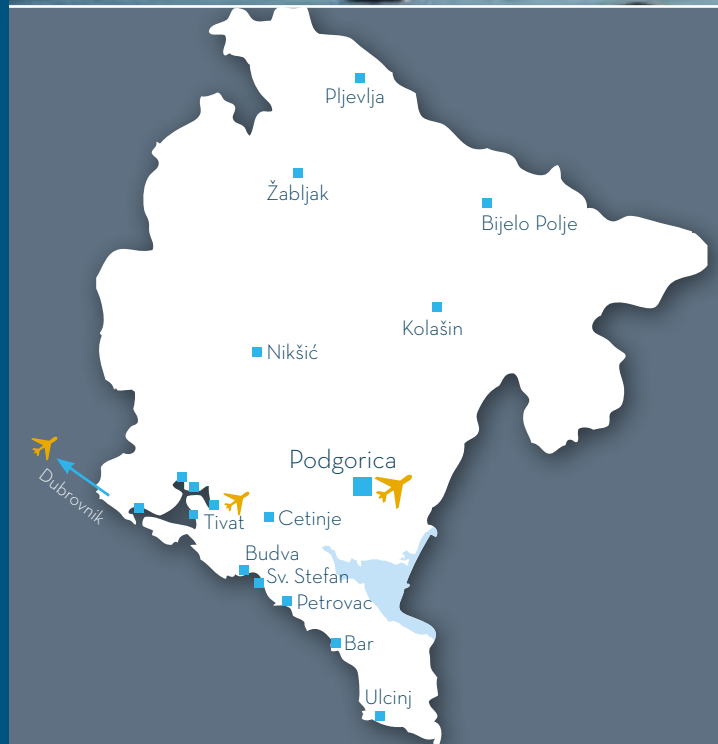 Pljevlja
Žabljak
Bijelo Polje
Kolašin
Nikšić
Podgorica
Dubrovnik
Tivat
Cetinje
Budva
Sv. Stefan
Petrovac
Bar
Ulcinj